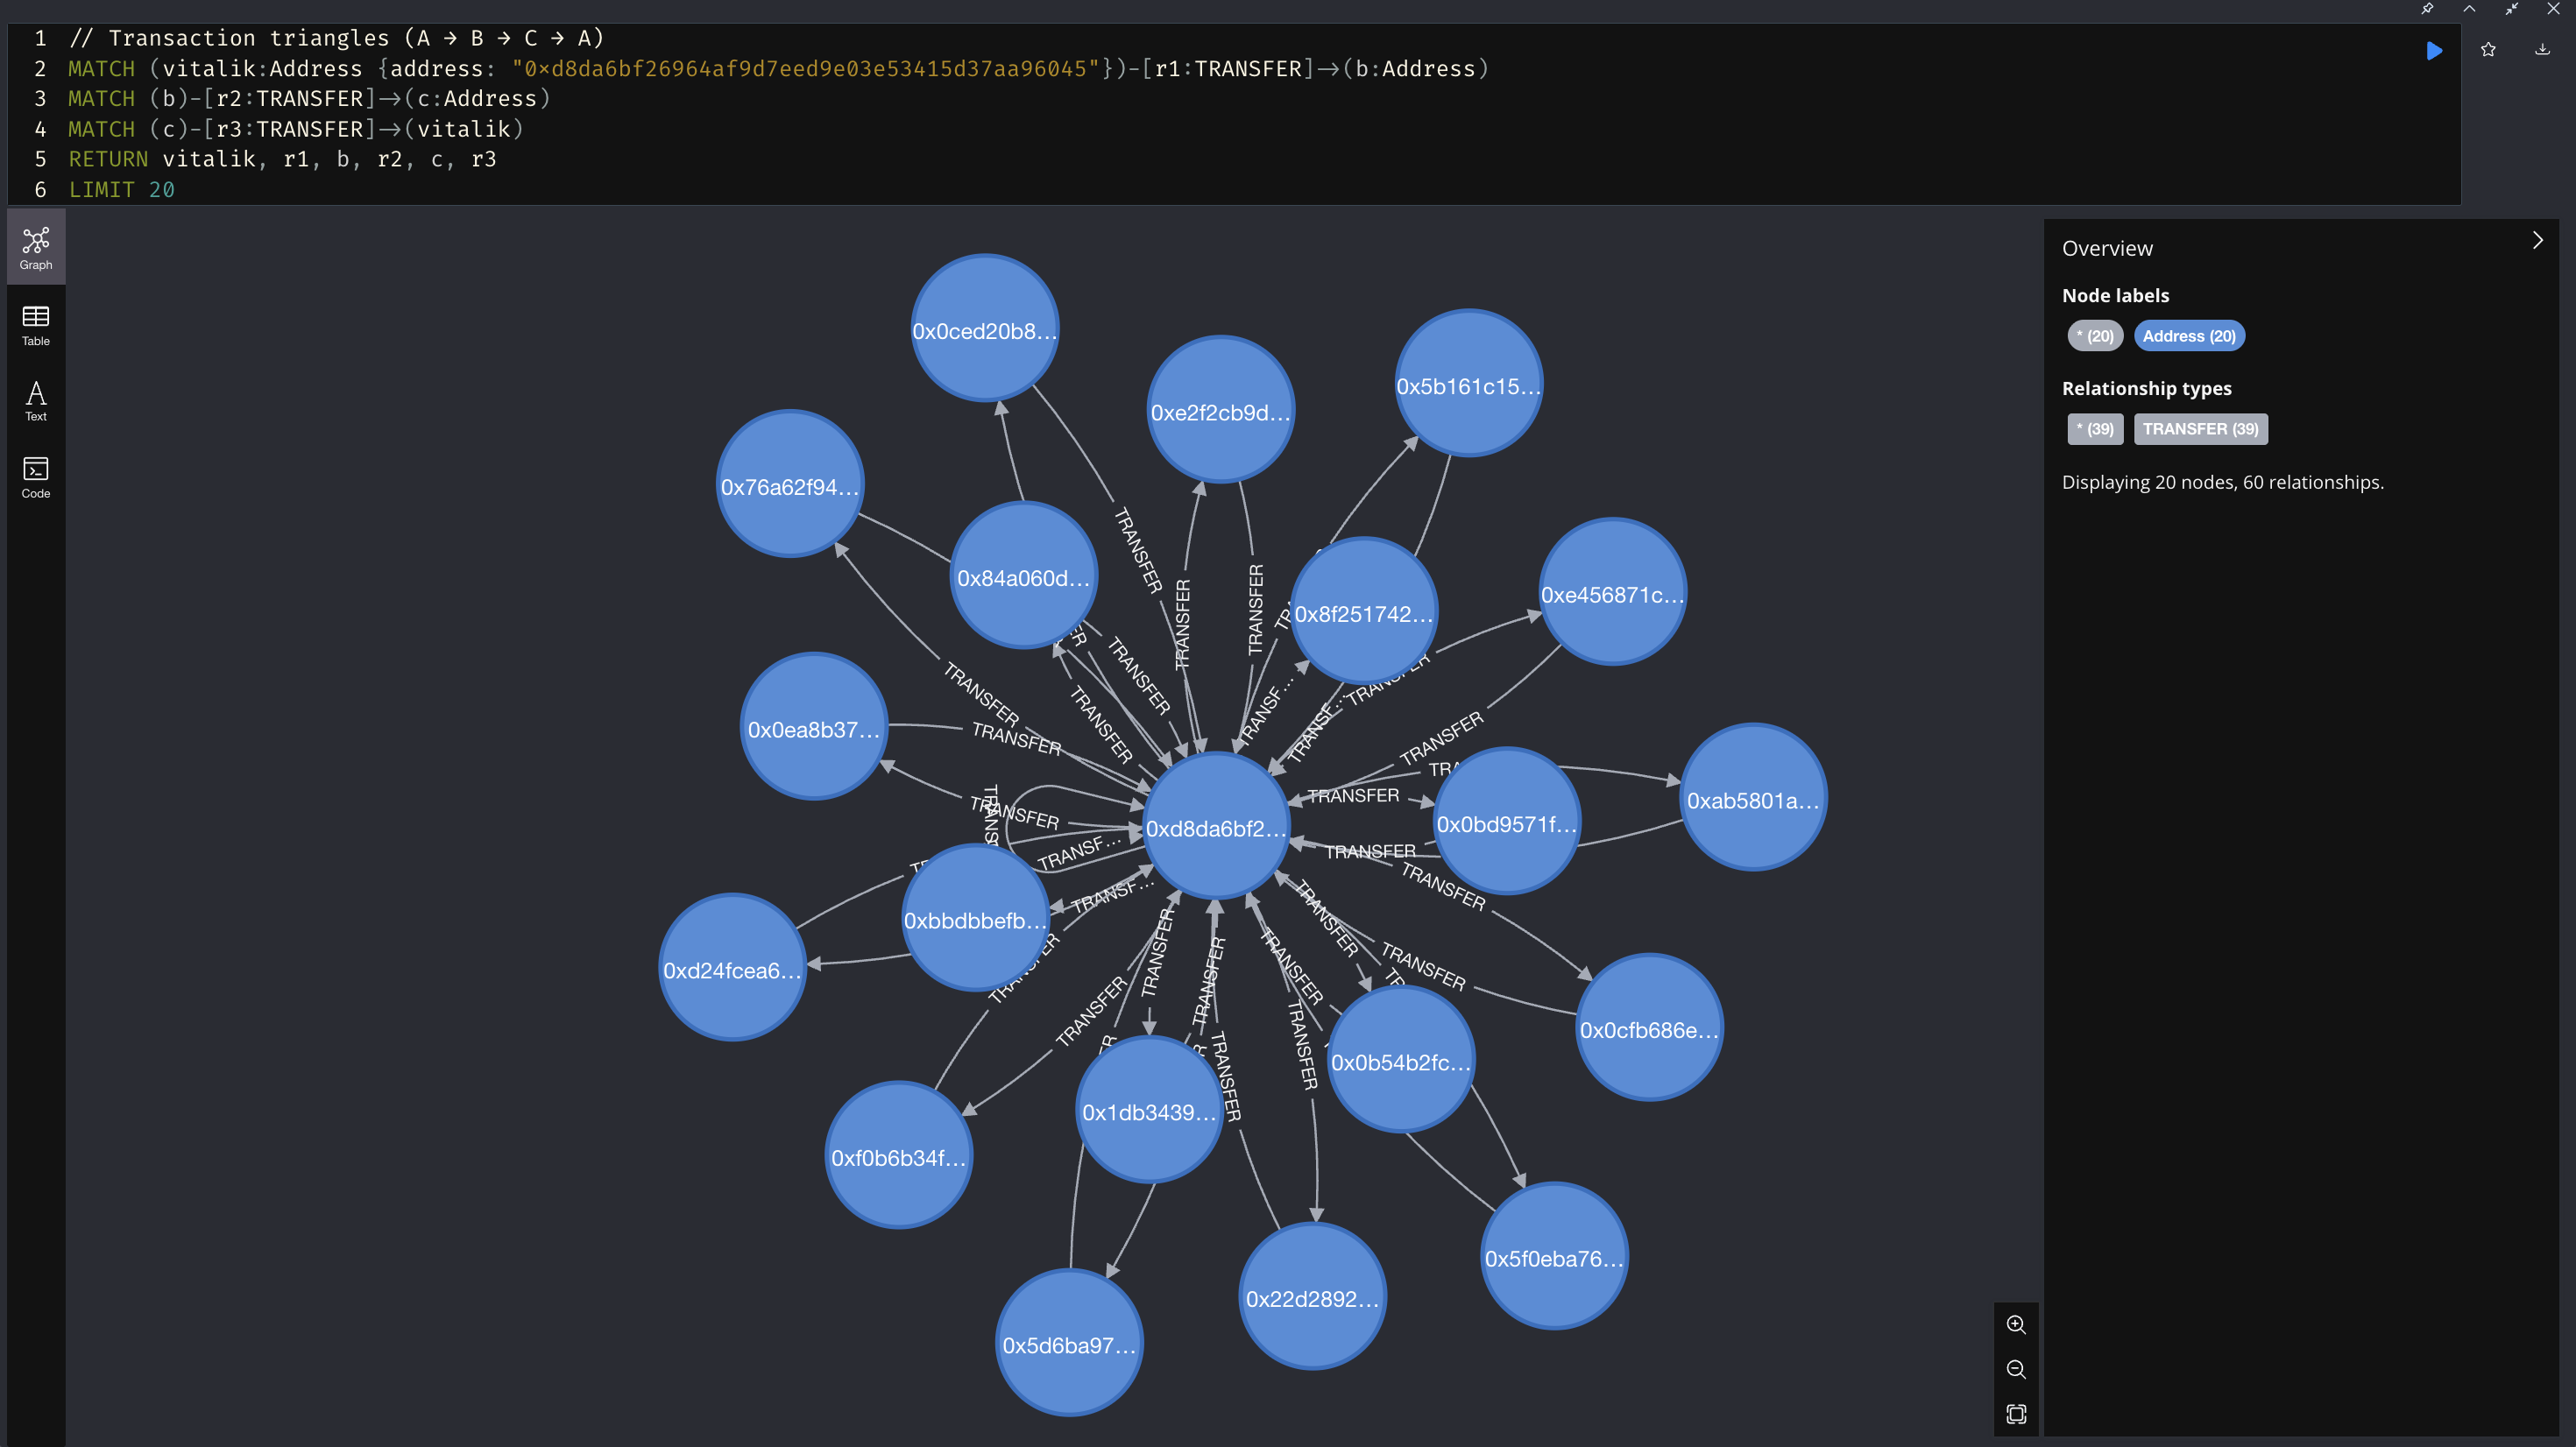 1 // Transaction triangles (A → B → C → A)
2 MATCH (vitalik:Address {address: "0xd8da6bf26964af9d7eed9e03e53415d37aa96045"})-[r1:TRANSFER]→(b:Address)
3 MATCH (b)-[r2:TRANSFER]→(c:Address)
4 MATCH (c)-[r3:TRANSFER]→(vitalik)
5 RETURN vitalik, r1, b, r2, c, r3
6 LIMIT 20
Graph
Table
Text
Code
0x0ced20b8...
0xe2f2cb9d...
0x5b161c15...
0x76a62f94...
0x84a060d...
0x8f251742...
0xe456871c...
0x0ea8b37...
0xd8da6bf2...
0x0bd9571f...
0xab5801a...
0xbbdbbefb...
0xd24fcea6...
0x0b54b2fc...
0x0cfb686e...
0x1db3439...
0xf0b6b34f...
0x5f0eba76...
0x22d2892...
0x5d6ba97...
TRANSFER
TRANSFER
TRANSFER
TRANSFER
TRANSFER
TRANSFER
TRANSF...
TRANSF...
TRANSFER
TRANSFER
TRANSFER
TRANSFER
TRANSFER
TRANSFER
TRANSF...
TRANSF...
TRANSFER
TRANSFER
TRANSFER
TRANSFER
TRANSFER
TRANSFER
TRANSFER
TRANSFER
TRANSFER
Overview
Node labels
* (20) Address (20)
Relationship types
* (39) TRANSFER (39)
Displaying 20 nodes, 60 relationships.